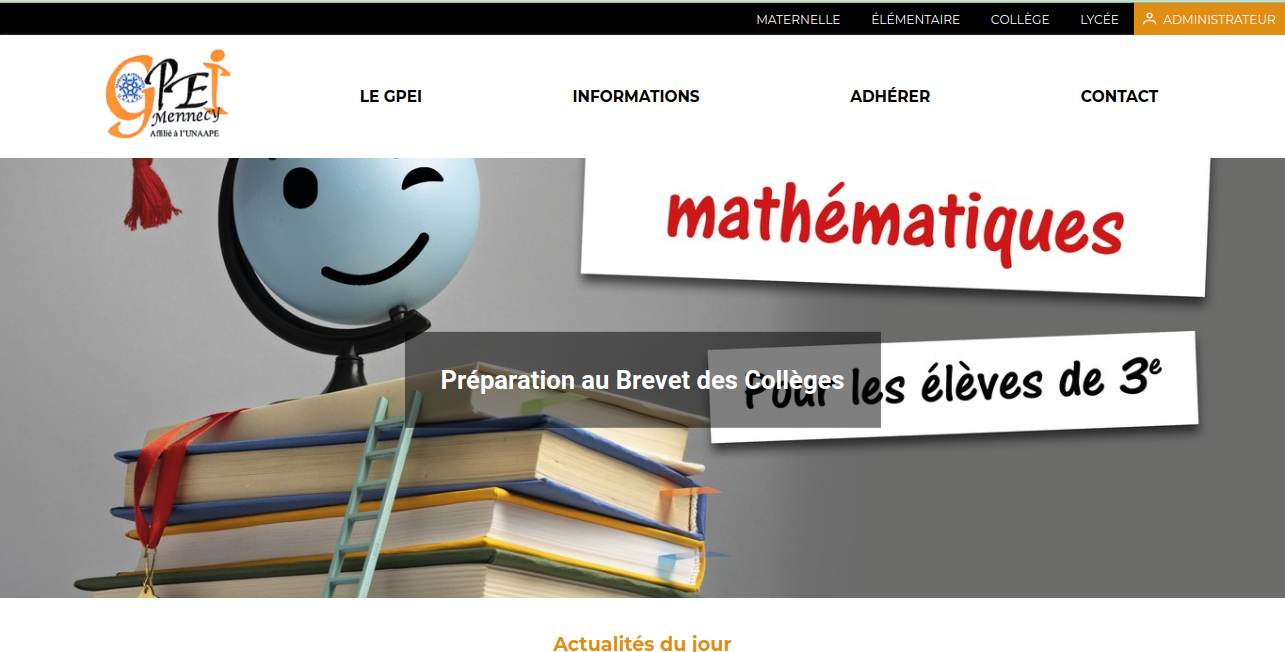 MATERNELLE ÉLÉMENTAIRE COLLÈGE LYCÉE ADMINISTRATEUR
GPEI
Mennecy
Affilié à l'UNAAPE
LE GPEI INFORMATIONS ADHÉRER CONTACT
mathématiques
Pour les élèves de 3e
Préparation au Brevet des Collèges
Actualités du jour